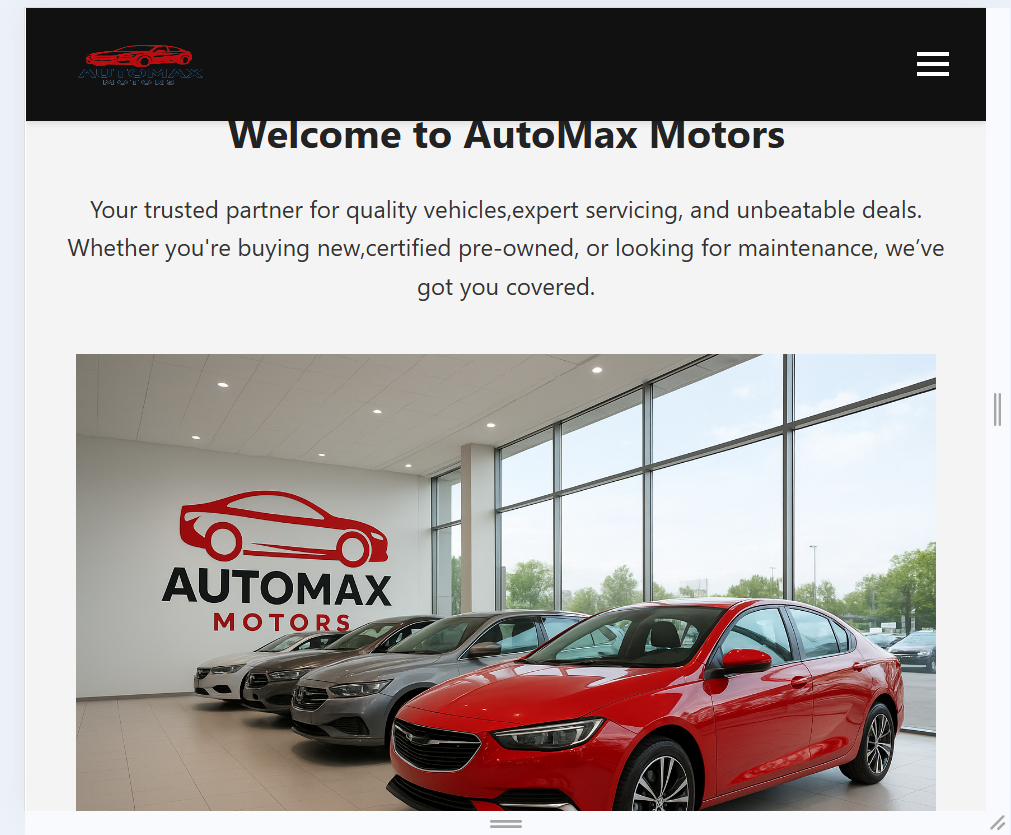 AUTOMAX
MOTORS
Welcome to AutoMax Motors
Your trusted partner for quality vehicles,expert servicing, and unbeatable deals.
Whether you're buying new,certified pre-owned, or looking for maintenance, we’ve
got you covered.
AUTOMAX
MOTORS